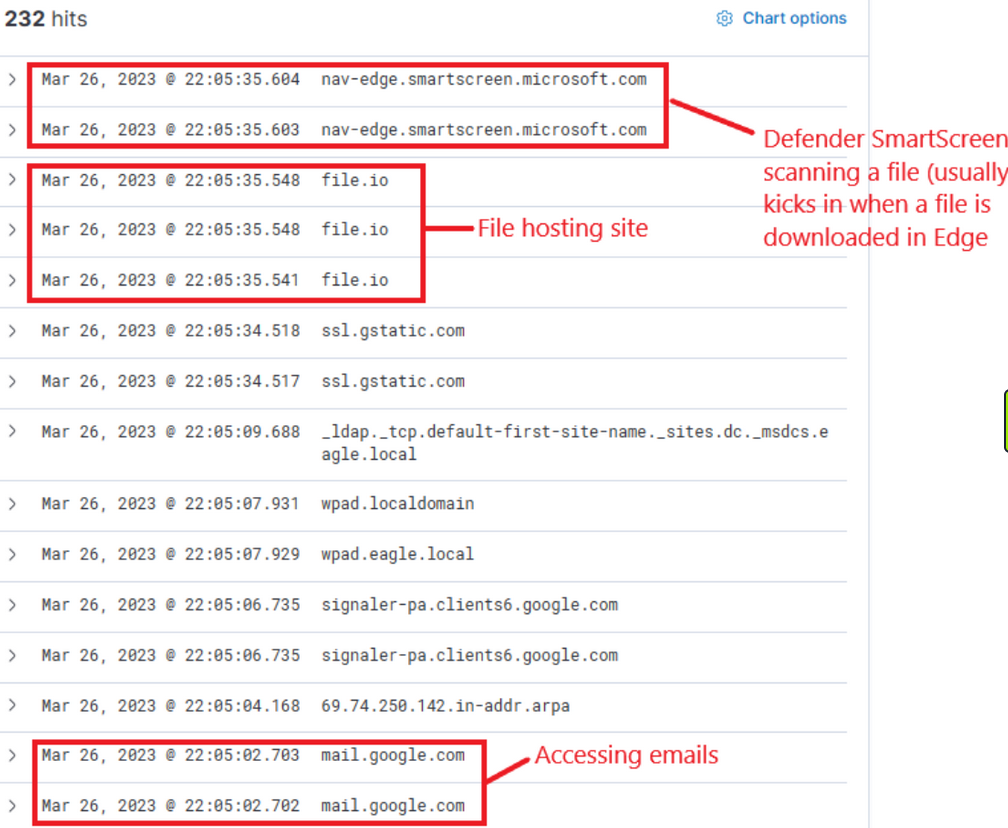 232 hits
Chart options
Mar 26, 2023 @ 22:05:35.604 nav-edge.smartscreen.microsoft.com
Mar 26, 2023 @ 22:05:35.603 nav-edge.smartscreen.microsoft.com
Defender SmartScreen
scanning a file (usually
kicks in when a file is
downloaded in Edge
Mar 26, 2023 @ 22:05:35.548 file.io
Mar 26, 2023 @ 22:05:35.548 file.io
File hosting site
Mar 26, 2023 @ 22:05:35.541 file.io
Mar 26, 2023 @ 22:05:34.518 ssl.gstatic.com
Mar 26, 2023 @ 22:05:34.517 ssl.gstatic.com
Mar 26, 2023 @ 22:05:09.688 _ldap._tcp.default-first-site-name._sites.dc._msdcs.e
agle.local
Mar 26, 2023 @ 22:05:07.931 wpad.localdomain
Mar 26, 2023 @ 22:05:07.929 wpad.eagle.local
Mar 26, 2023 @ 22:05:06.735 signaler-pa.clients6.google.com
Mar 26, 2023 @ 22:05:06.735 signaler-pa.clients6.google.com
Mar 26, 2023 @ 22:05:04.168 69.74.250.142.in-addr.arpa
Mar 26, 2023 @ 22:05:02.703 mail.google.com
Accessing emails
Mar 26, 2023 @ 22:05:02.702 mail.google.com